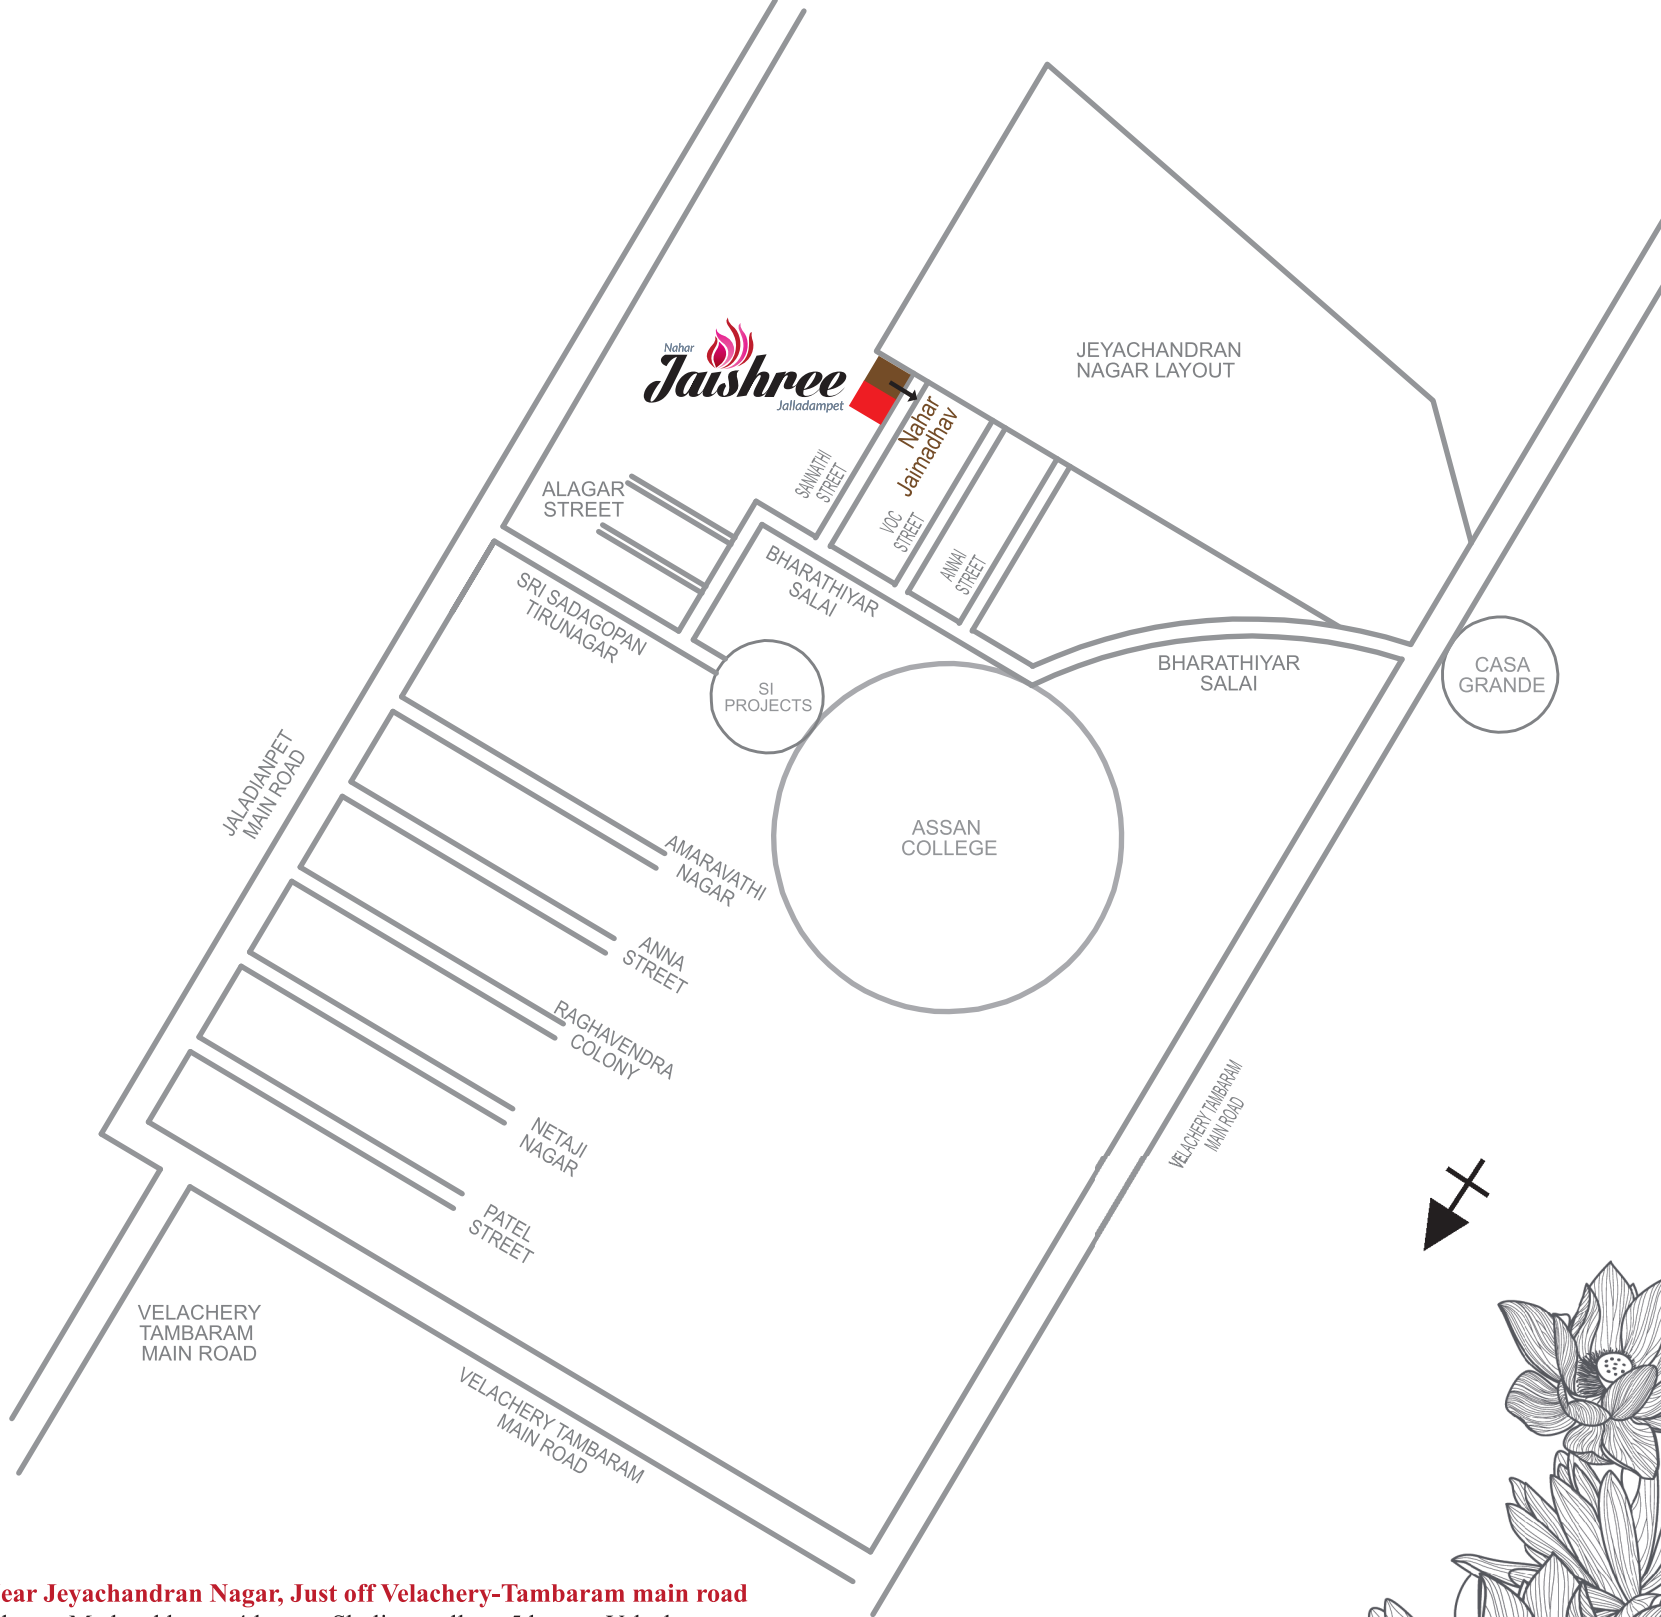 JEYACHANDRAN
NAGAR LAYOUT
Nahar
Jaishree
Jalladampet
Nahar
Jaimadhav
SANNATHI
STREET
ALAGAR
STREET
VOC
STREET
ANNAI
STREET
BHARATHIYAR
SALAI
SRI SADAGOPAN
TIRUNAGAR
BHARATHIYAR
SALAI
CASA
GRANDE
SI
PROJECTS
JALADIANPET
MAIN ROAD
ASSAN
COLLEGE
AMARAVATHI
NAGAR
ANNA
STREET
RAGHAVENDRA
COLONY
NETAJI
NAGAR
VELACHERY TAMBARAM
MAIN ROAD
PATEL
STREET
VELACHERY
TAMBARAM
MAIN ROAD
VELACHERY TAMBARAM
MAIN ROAD
ear Jeyachandran Nagar, Just off Velachery-Tambaram main road